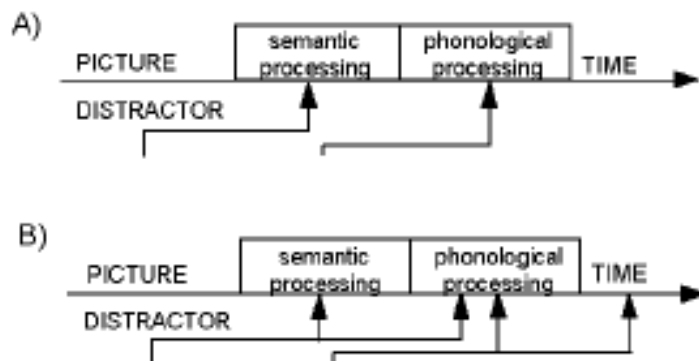 A)
semantic phonological
PICTURE processing processing TIME
DISTRACTOR
B)
semantic phonological
PICTURE processing processing TIME
DISTRACTOR